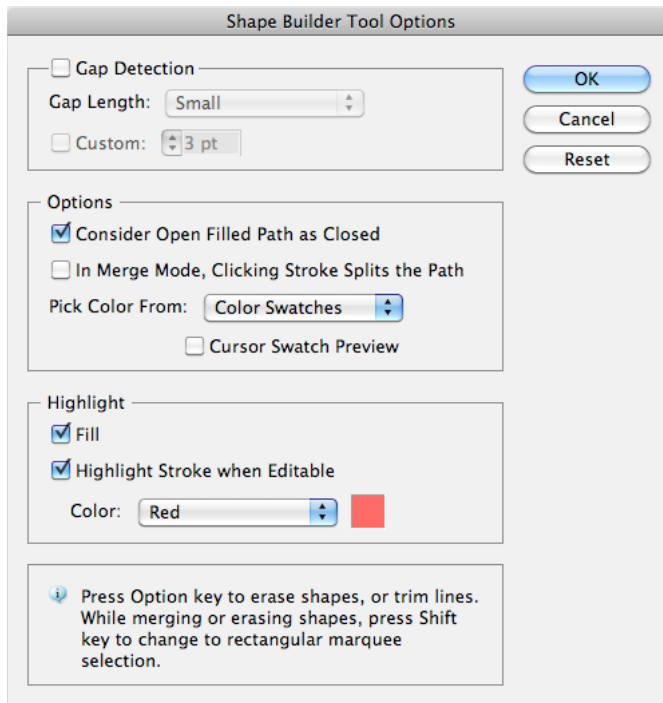 Shape Builder Tool Options
Gap Detection
Gap Length: Small
Custom: 3 pt
OK
Cancel
Reset
Options
Consider Open Filled Path as Closed
In Merge Mode, Clicking Stroke Splits the Path
Pick Color From: Color Swatches
Cursor Swatch Preview
Highlight
Fill
Highlight Stroke when Editable
Color: Red
Press Option key to erase shapes, or trim lines.
While merging or erasing shapes, press Shift
key to change to rectangular marquee
selection.